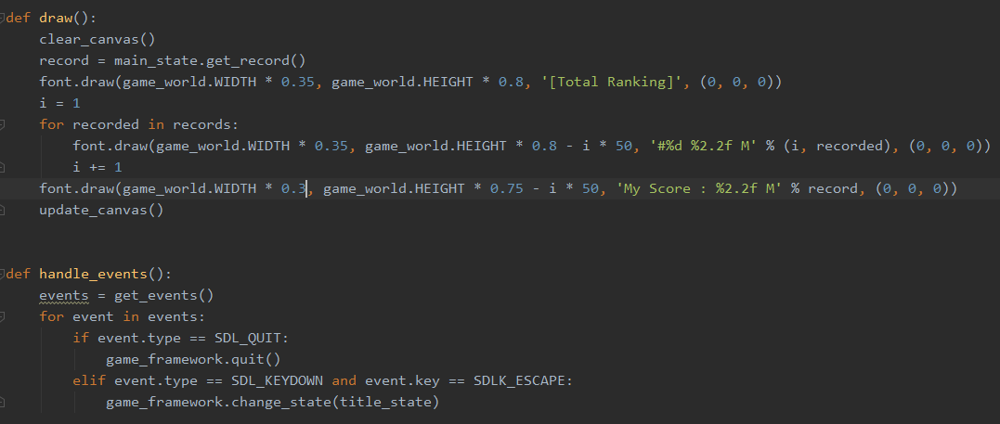 def draw():
    clear_canvas()
    record = main_state.get_record()
    font.draw(game_world.WIDTH * 0.35, game_world.HEIGHT * 0.8, '[Total Ranking]', (0, 0, 0))
    i = 1
    for recorded in records:
        font.draw(game_world.WIDTH * 0.35, game_world.HEIGHT * 0.8 - i * 50, '#%d %2.2f M' % (i, recorded), (0, 0, 0))
        i += 1
    font.draw(game_world.WIDTH * 0.3, game_world.HEIGHT * 0.75 - i * 50, 'My Score : %2.2f M' % record, (0, 0, 0))
    update_canvas()
def handle_events():
    events = get_events()
    for event in events:
        if event.type == SDL_QUIT:
            game_framework.quit()
        elif event.type == SDL_KEYDOWN and event.key == SDLK_ESCAPE:
            game_framework.change_state(title_state)